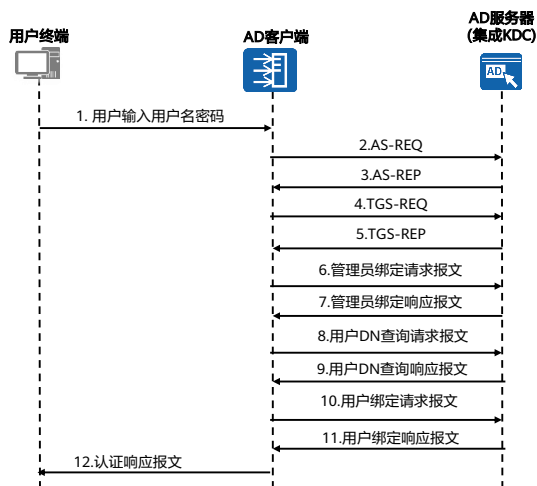 用户终端
AD客户端
AD服务器
(集成KDC)
AD
1. 用户输入用户名密码
2.AS-REQ
3.AS-REP
4.TGS-REQ
5.TGS-REP
6.管理员绑定请求报文
7.管理员绑定响应报文
8.用户DN查询请求报文
9.用户DN查询响应报文
10.用户绑定请求报文
11.用户绑定响应报文
12.认证响应报文